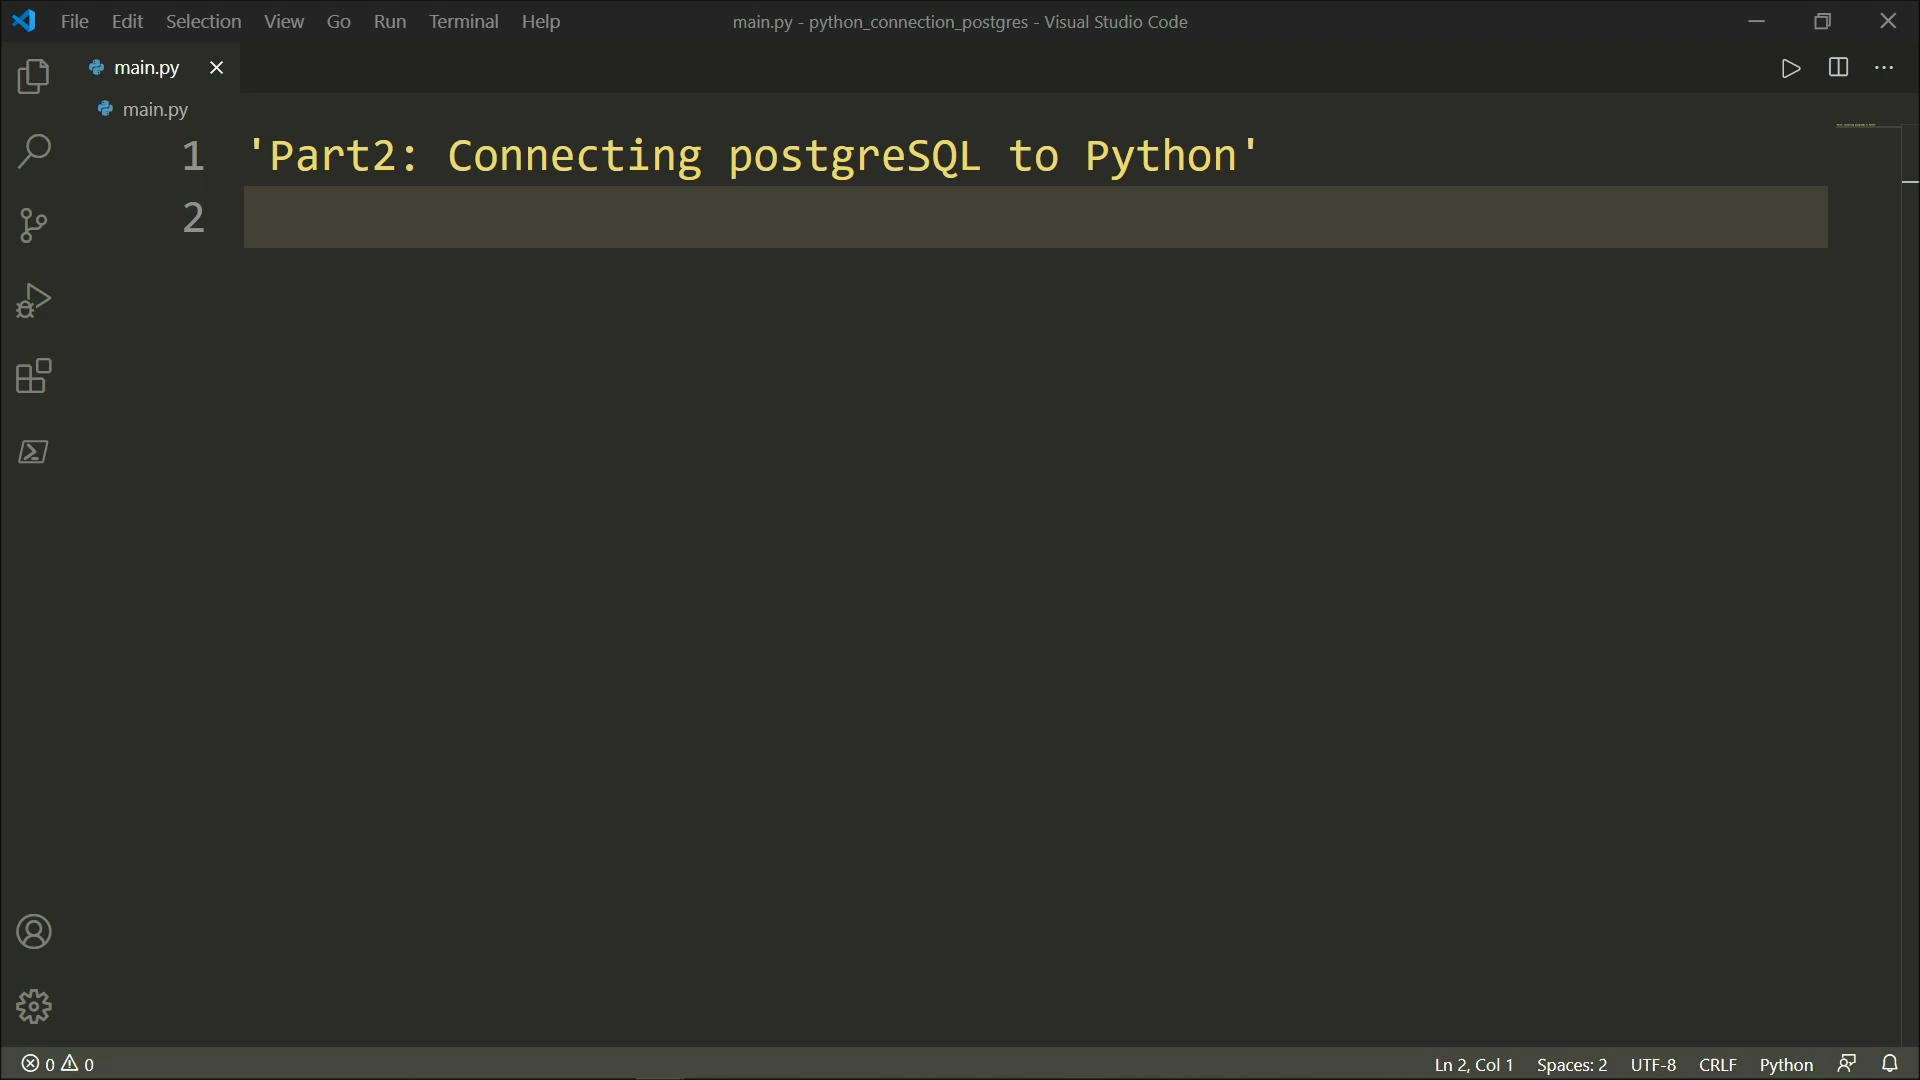 File Edit Selection View Go Run Terminal Help main.py - python_connection_postgres - Visual Studio Code
main.py
main.py
1 'Part2: Connecting postgreSQL to Python'
2
0 0 Ln 2, Col 1 Spaces: 2 UTF-8 CRLF Python